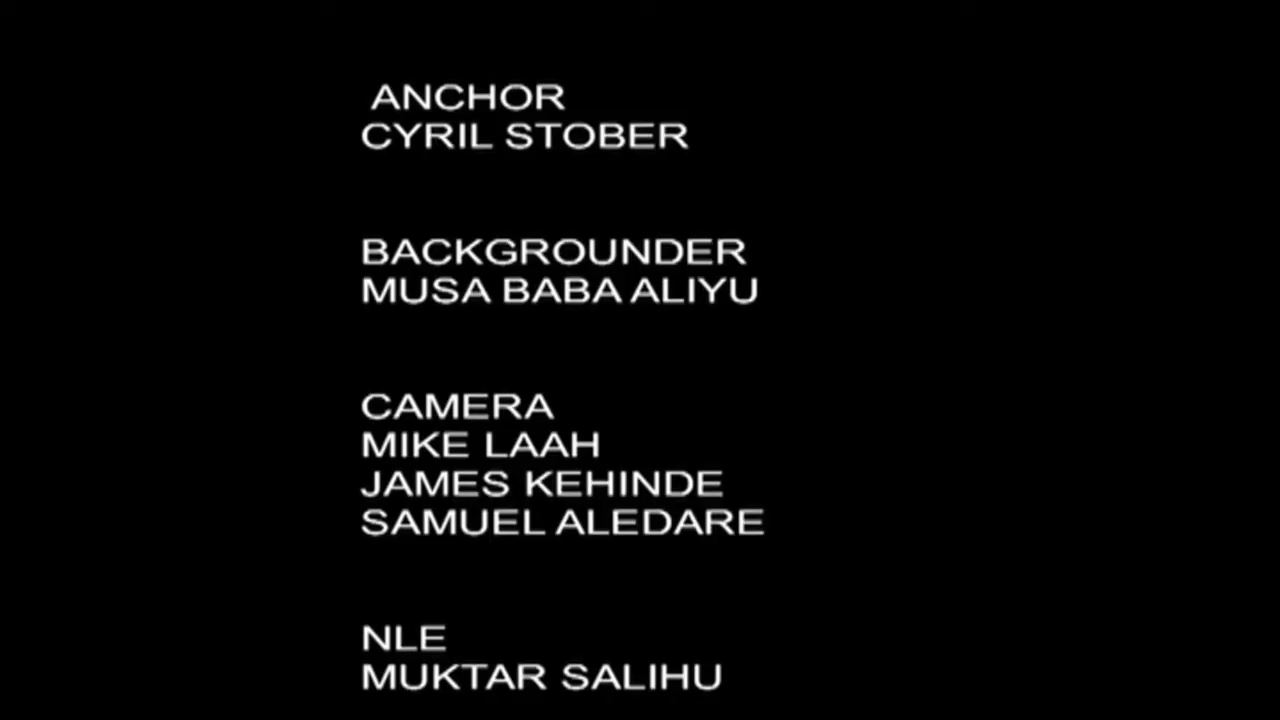 ANCHOR
CYRIL STOBER
BACKGROUNDER
MUSA BABA ALIYU
CAMERA
MIKE LAAH
JAMES KEHINDE
SAMUEL ALEDARE
NLE
MUKTAR SALIHU